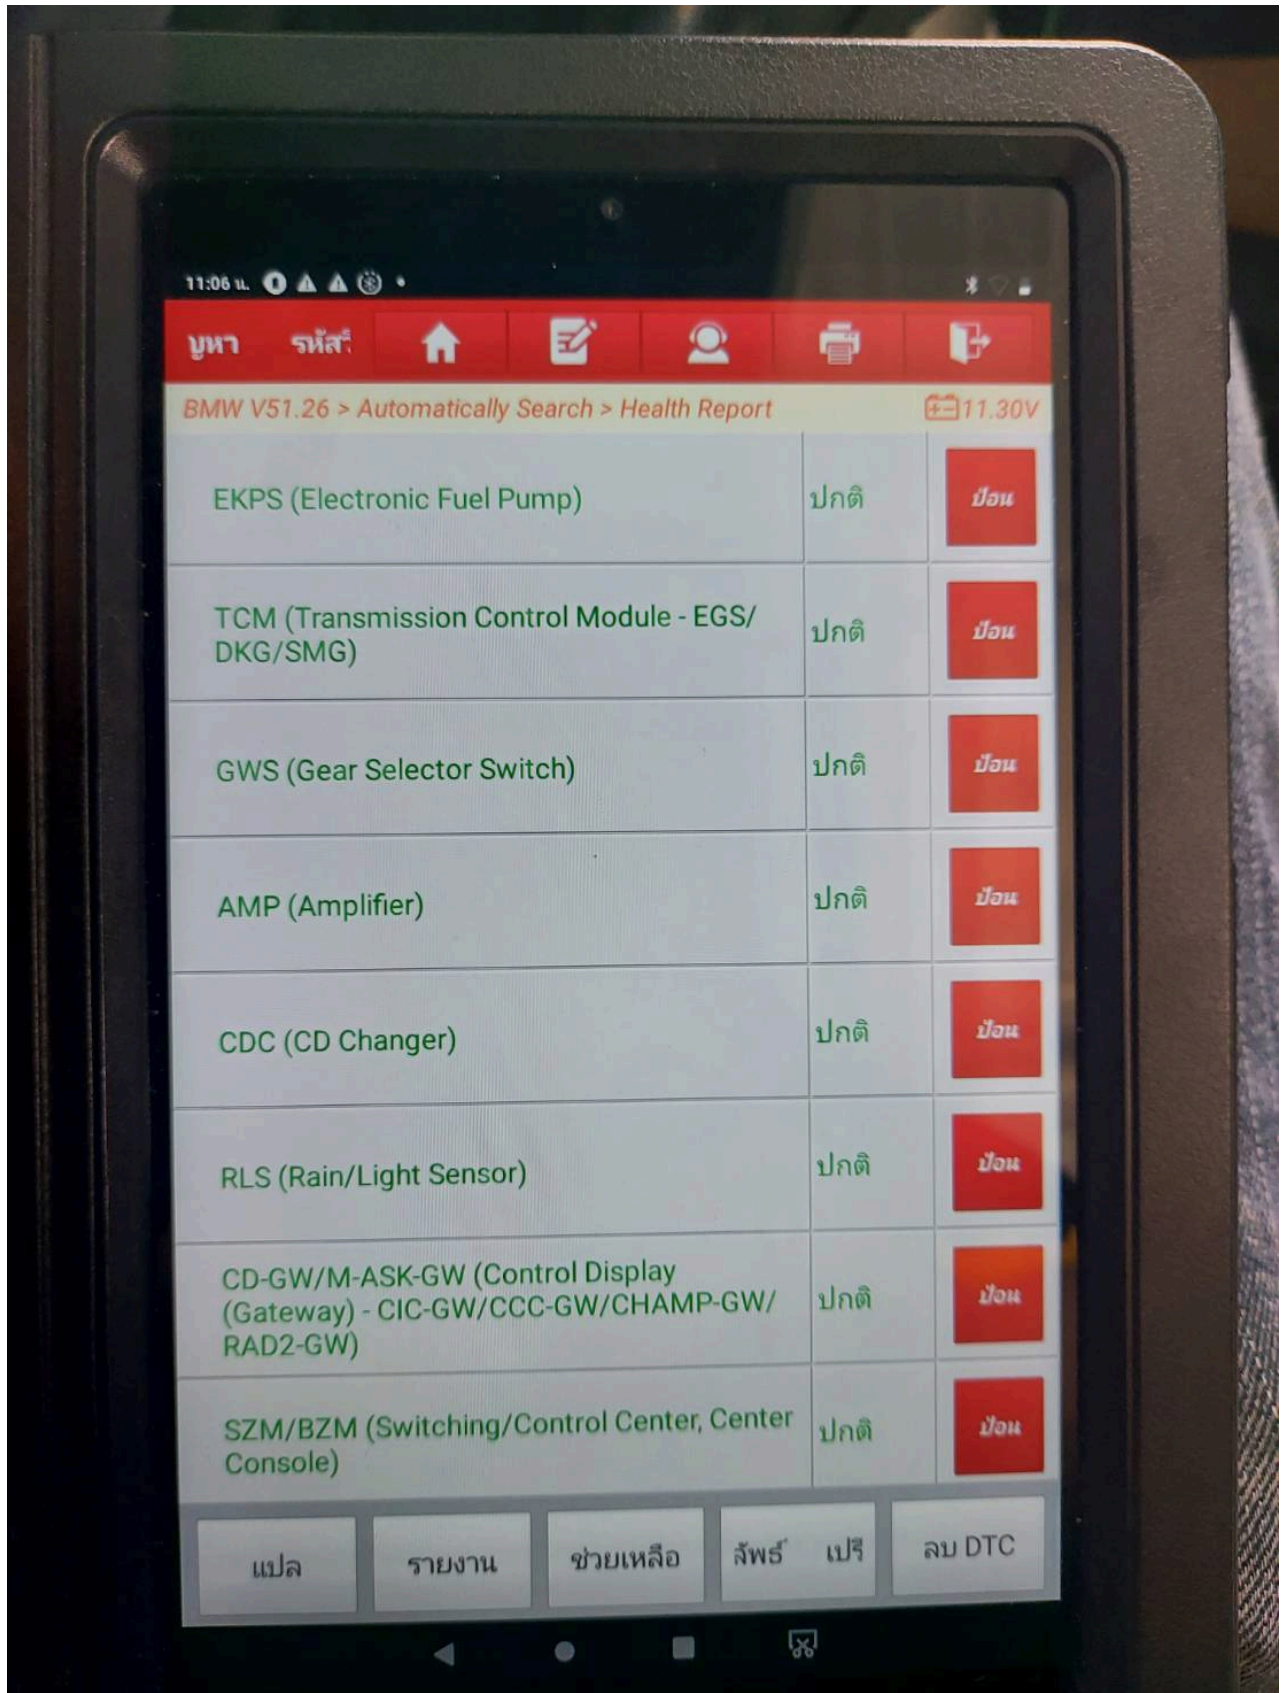 11:06 น.
ญหา รหัสวั
BMW V51.26 > Automatically Search > Health Report 11.30V
EKPS (Electronic Fuel Pump) ปกติ ป้อน
TCM (Transmission Control Module - EGS/
DKG/SMG) ปกติ ป้อน
GWS (Gear Selector Switch) ปกติ ป้อน
AMP (Amplifier) ปกติ ป้อน
CDC (CD Changer) ปกติ ป้อน
RLS (Rain/Light Sensor) ปกติ ป้อน
CD-GW/M-ASK-GW (Control Display
(Gateway) - CIC-GW/CCC-GW/CHAMP-GW/
RAD2-GW) ปกติ ป้อน
SZM/BZM (Switching/Control Center, Center
Console) ปกติ ป้อน
แปล รายงาน ช่วยเหลือ ลัพธ์ เปรี ลบ DTC